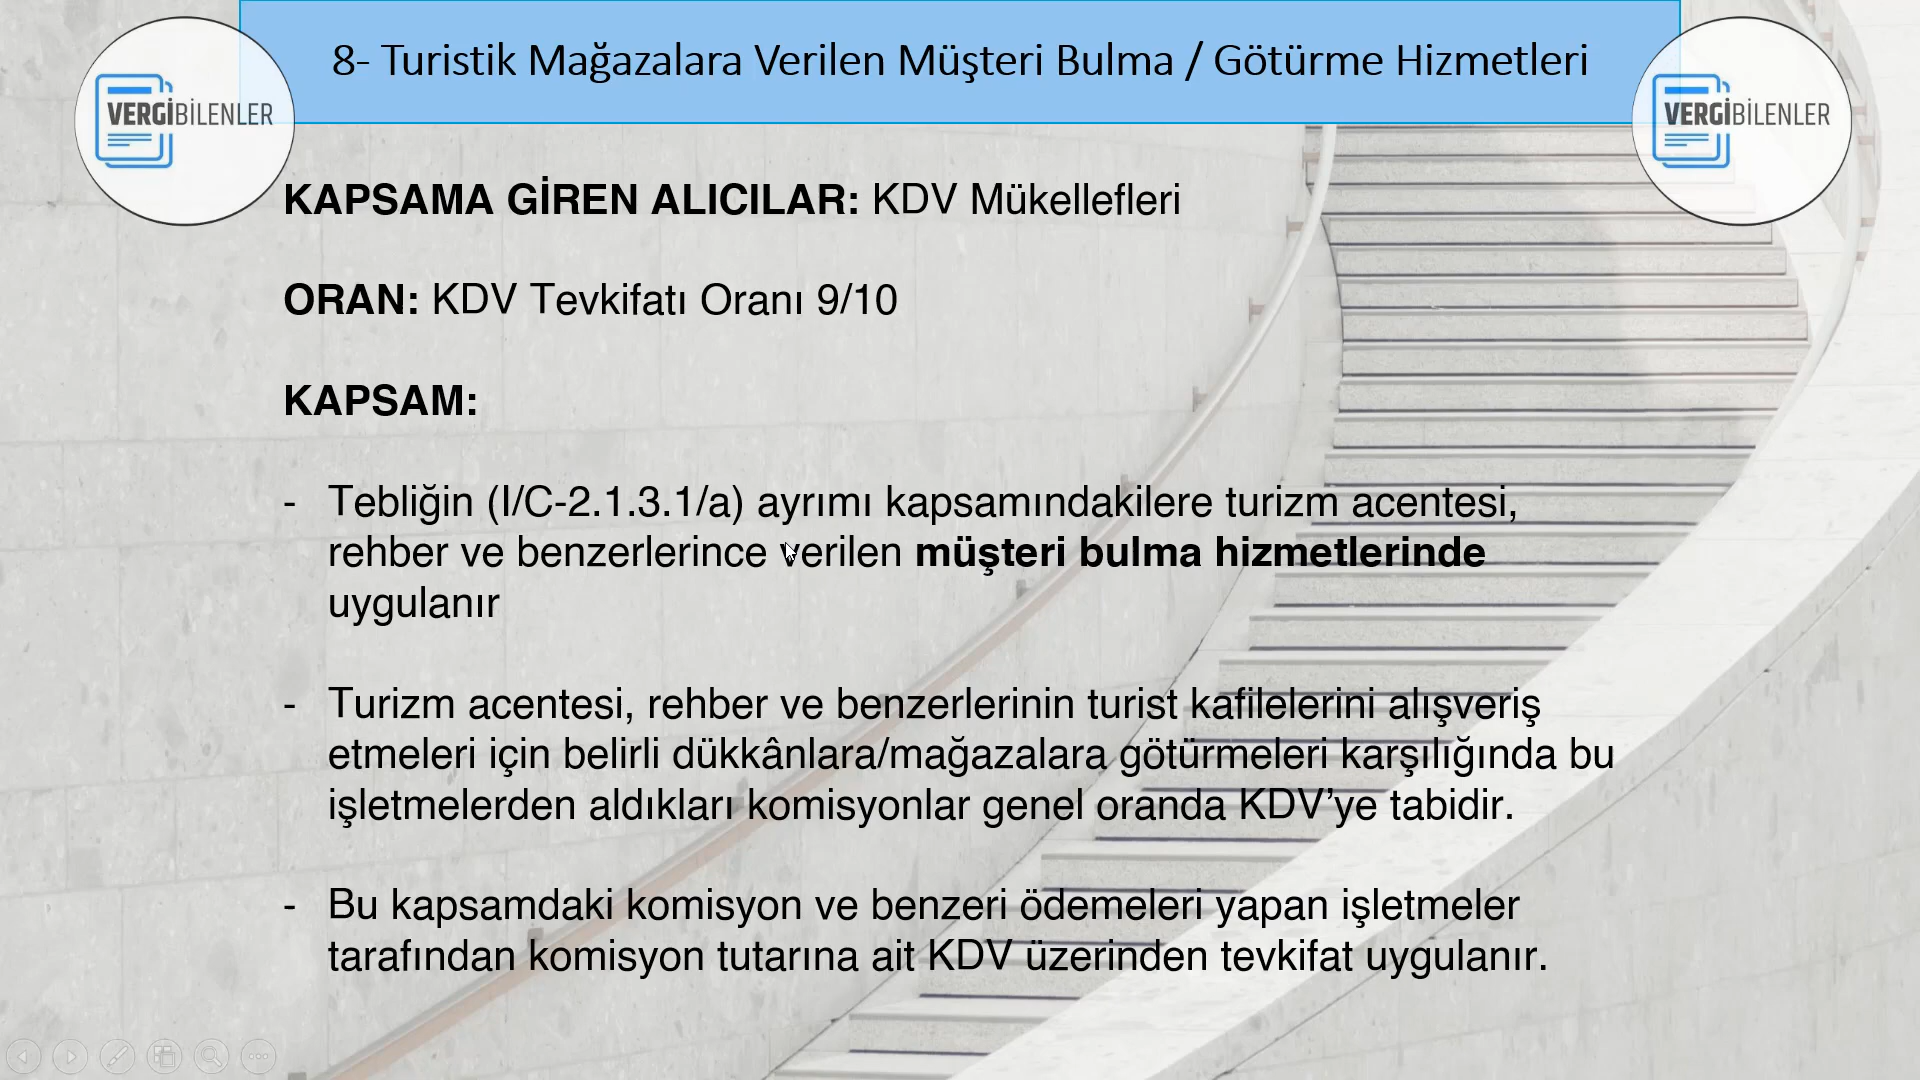 8- Turistik Mağazalara Verilen Müşteri Bulma / Götürme Hizmetleri
VERGİBİLENLER
VERGİBİLENLER
KAPSAMA GİREN ALICILAR: KDV Mükellefleri
ORAN: KDV Tevkifatı Oranı 9/10
KAPSAM:
- Tebliğin (I/C-2.1.3.1/a) ayrımı kapsamındakilere turizm acentesi,
rehber ve benzerlerince verilen müşteri bulma hizmetlerinde
uygulanır
- Turizm acentesi, rehber ve benzerlerinin turist kafilelerini alışveriş
etmeleri için belirli dükkânlara/mağazalara götürmeleri karşılığında bu
işletmelerden aldıkları komisyonlar genel oranda KDV’ye tabidir.
- Bu kapsamdaki komisyon ve benzeri ödemeleri yapan işletmeler
tarafından komisyon tutarına ait KDV üzerinden tevkifat uygulanır.